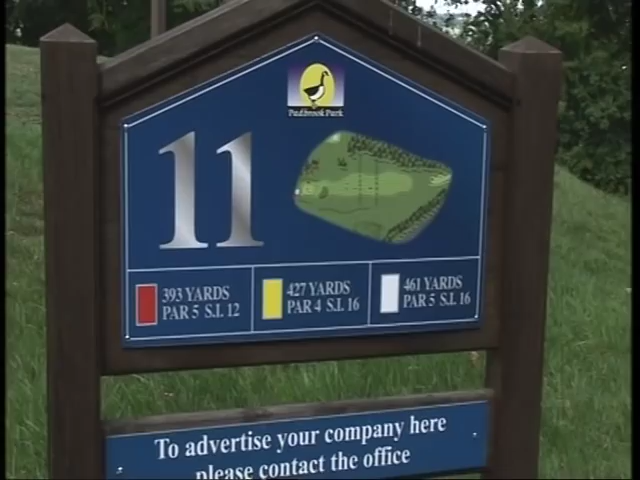 Padbrook Park
11
393 YARDS
PAR 5 S.I. 12
427 YARDS
PAR 4 S.I. 16
461 YARDS
PAR 5 S.I. 16
To advertise your company here
please contact the office